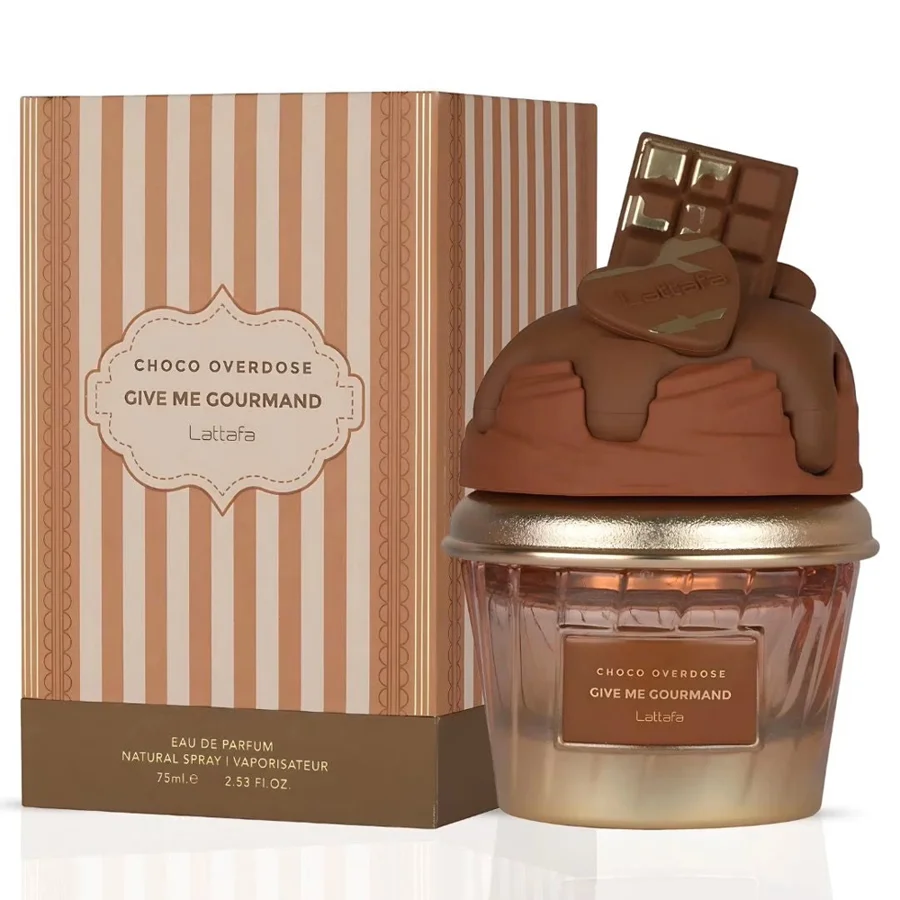 CHOCO OVERDOSE
GIVE ME GOURMAND
Lattafa
EAU DE PARFUM
NATURAL SPRAY | VAPORISATEUR
75ml.e 2.53 FL.OZ.
Lattafa
CHOCO OVERDOSE
GIVE ME GOURMAND
Lattafa